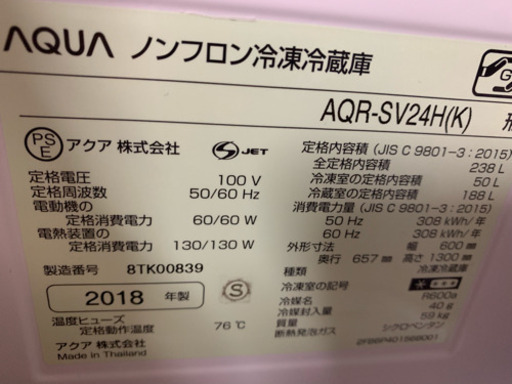 AQUA ノンフロン冷凍冷蔵庫
G
AQR-SV24H(K)
PS
E
アクア 株式会社
S JET
定格電圧 100 V
定格周波数 50/60 Hz
電動機の
定格消費電力 60/60 W
電熱装置の
定格消費電力 130/130 W
製造番号 8TK00839
2018 年製
S
温度ヒューズ
定格動作温度 76℃
アクア 株式会社
Made in Thailand
定格内容積 (JIS C 9801-3:2015)
全定格内容積 238 L
冷凍室の定格内容積 50 L
冷蔵室の定格内容積 188 L
消費電力量 (JIS C 9801-3:2015)
50 Hz 308 kWh/年
60 Hz 308 kWh/年
外形寸法 幅 600 mm
奥行 657 mm 高さ 1300 mm
種類 冷凍冷蔵庫
冷凍室の記号
冷媒名 R600a
冷媒封入量 40 g
質量 59 kg
断熱発泡ガス シクロペンタン